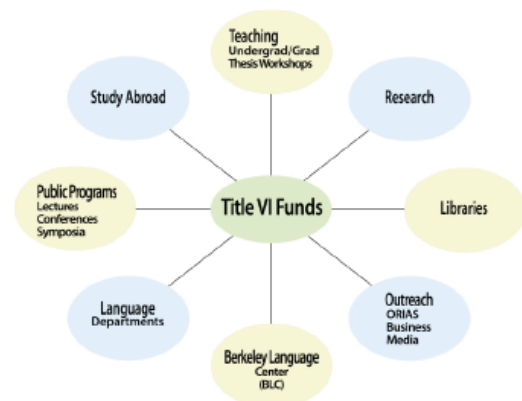 Teaching
Undergrad/Grad
Thesis Workshops
Study Abroad
Research
Public Programs
Lectures
Conferences
Symposia
Title VI Funds
Libraries
Language
Departments
Outreach
ORIAS
Business
Media
Berkeley Language
Center
(BLC)